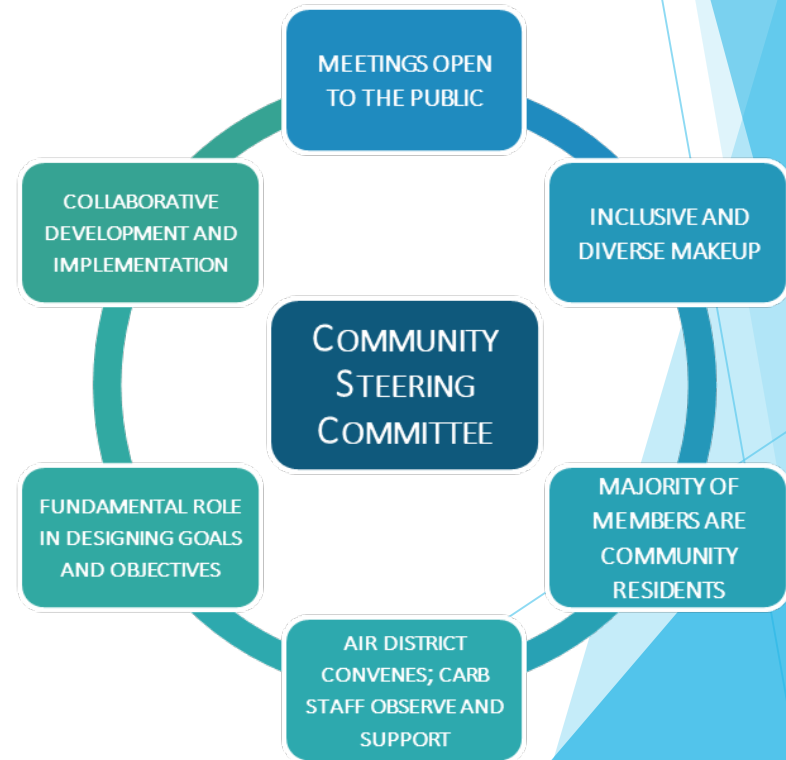 MEETINGS OPEN
TO THE PUBLIC
INCLUSIVE AND
DIVERSE MAKEUP
MAJORITY OF
MEMBERS ARE
COMMUNITY
RESIDENTS
AIR DISTRICT
CONVENES; CARB
STAFF OBSERVE AND
SUPPORT
FUNDAMENTAL ROLE
IN DESIGNING GOALS
AND OBJECTIVES
COLLABORATIVE
DEVELOPMENT AND
IMPLEMENTATION
COMMUNITY
STEERING
COMMITTEE